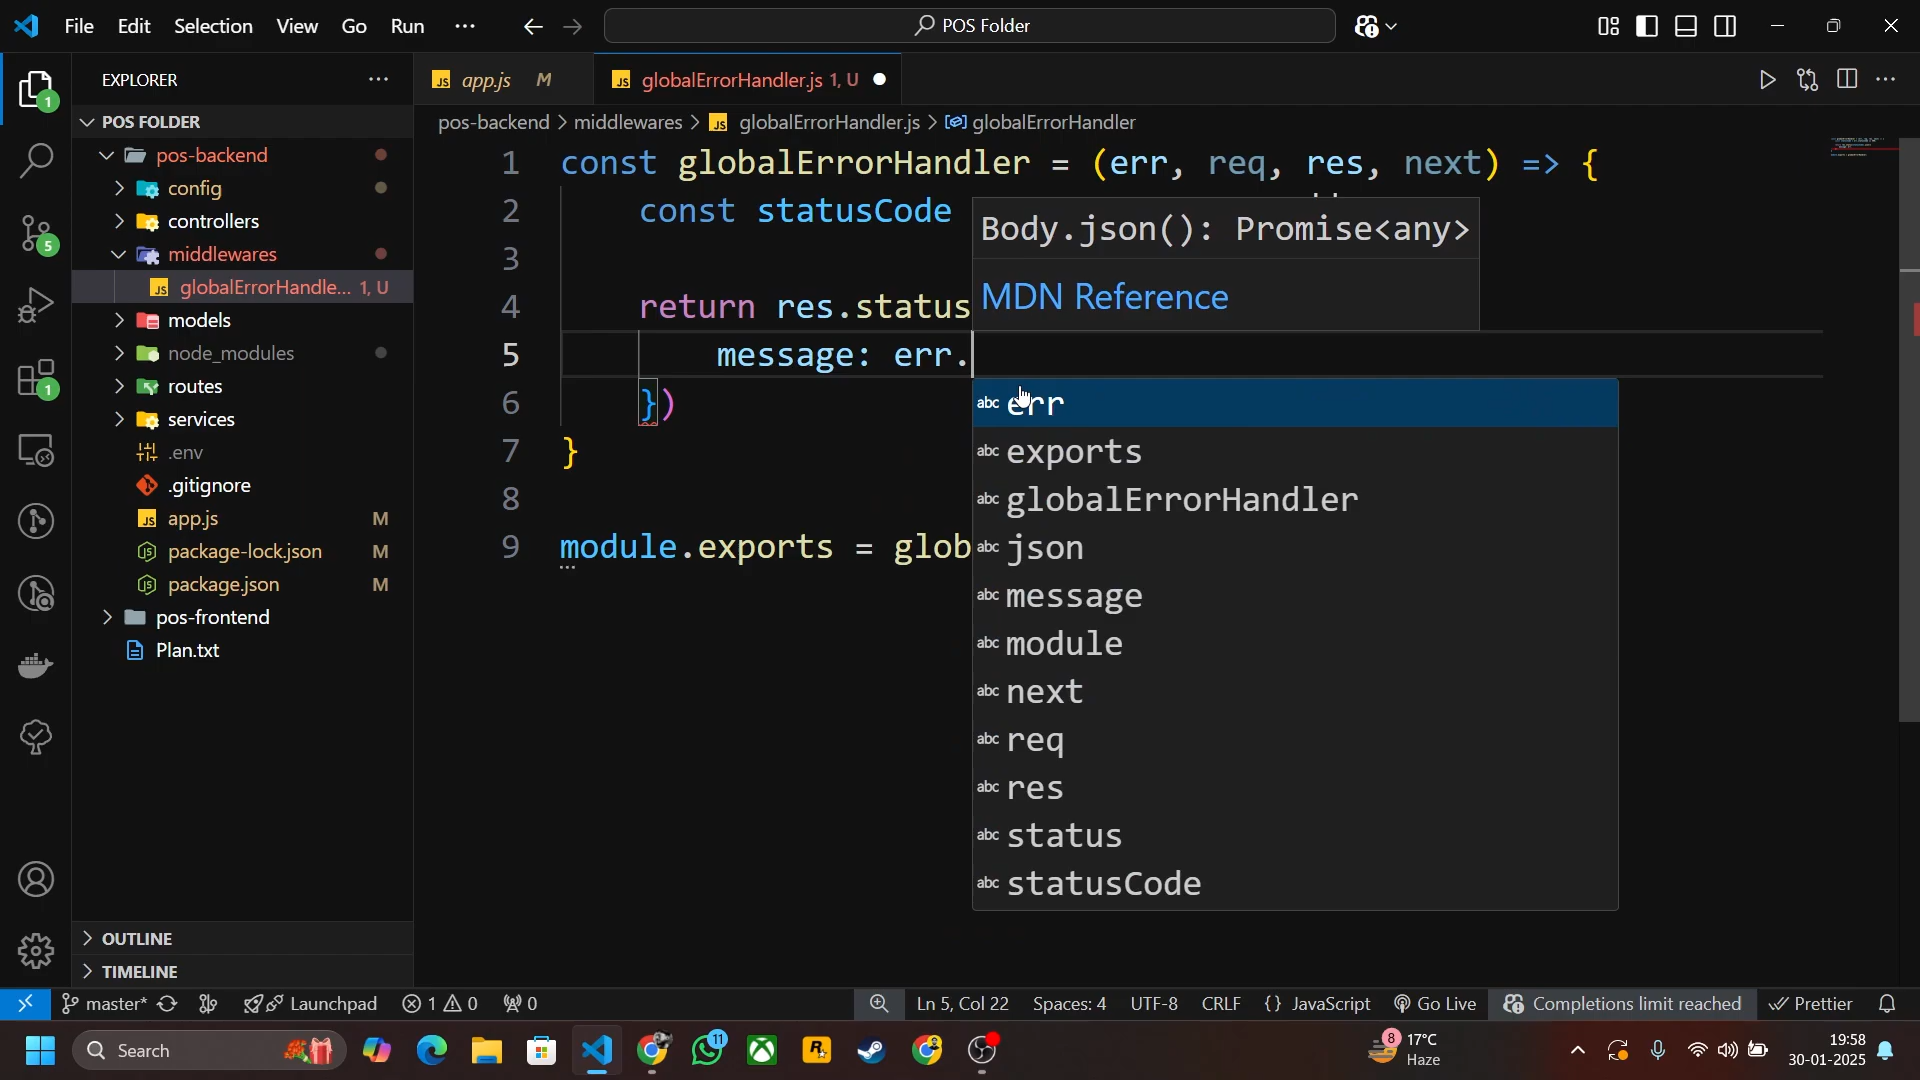 File Edit Selection View Go Run ··· POS Folder
EXPLORER ···
POS FOLDER
pos-backend
config
controllers
middlewares
globalErrorHandle... 1, U
models
node_modules
routes
services
.env
.gitignore
app.js M
package-lock.json M
package.json M
pos-frontend
Plan.txt
OUTLINE
TIMELINE
1
5
1
app.js M globalErrorHandler.js 1, U
pos-backend > middlewares > globalErrorHandler.js > globalErrorHandler
1 const globalErrorHandler = (err, req, res, next) => {
2 const statusCode
3
4 return res.status
5 message: err.
6 })
7 }
8
9 module.exports = glob
Body.json(): Promise<any>
MDN Reference
abc err
abc exports
abc globalErrorHandler
abc json
abc message
abc module
abc next
abc req
abc res
abc status
abc statusCode
master* Launchpad 1 0 0 Ln 5, Col 22 Spaces: 4 UTF-8 CRLF {} JavaScript Go Live Completions limit reached Prettier
Search 11 8 17°C 19:58
Haze 30-01-2025